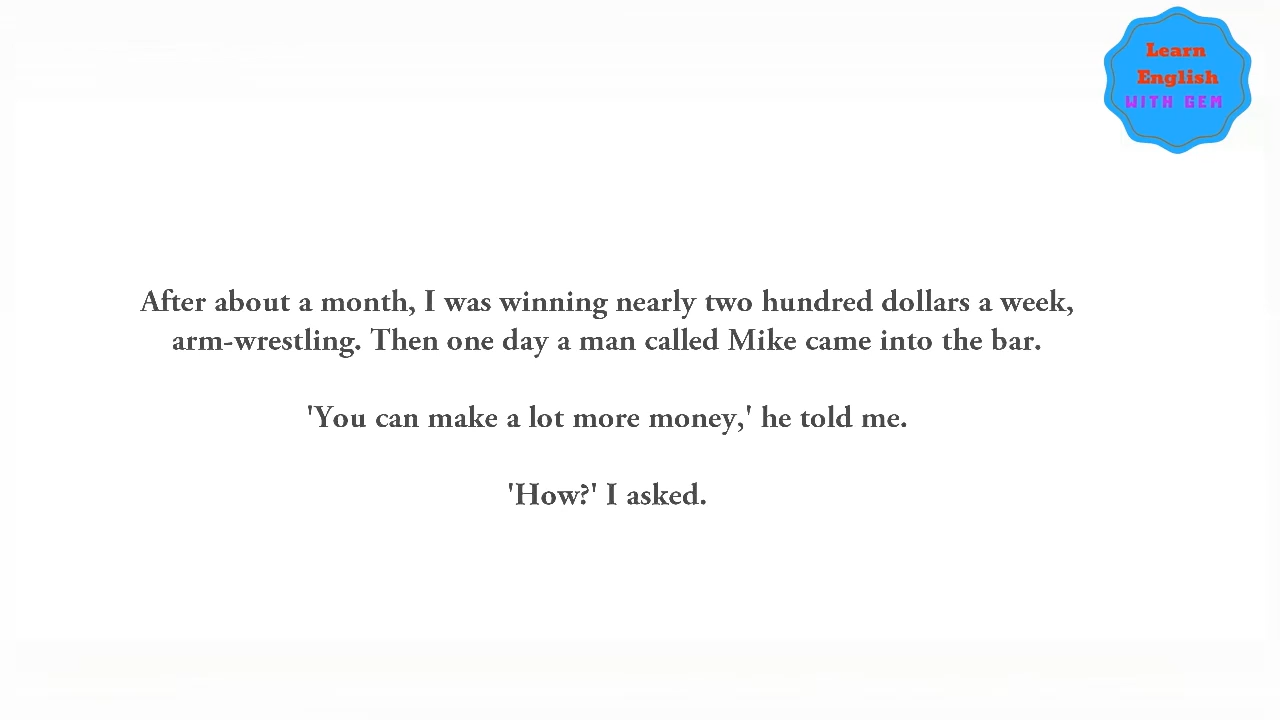 Learn
English
WITH GEM
After about a month, I was winning nearly two hundred dollars a week,
arm-wrestling. Then one day a man called Mike came into the bar.
'You can make a lot more money,' he told me.
'How?' I asked.